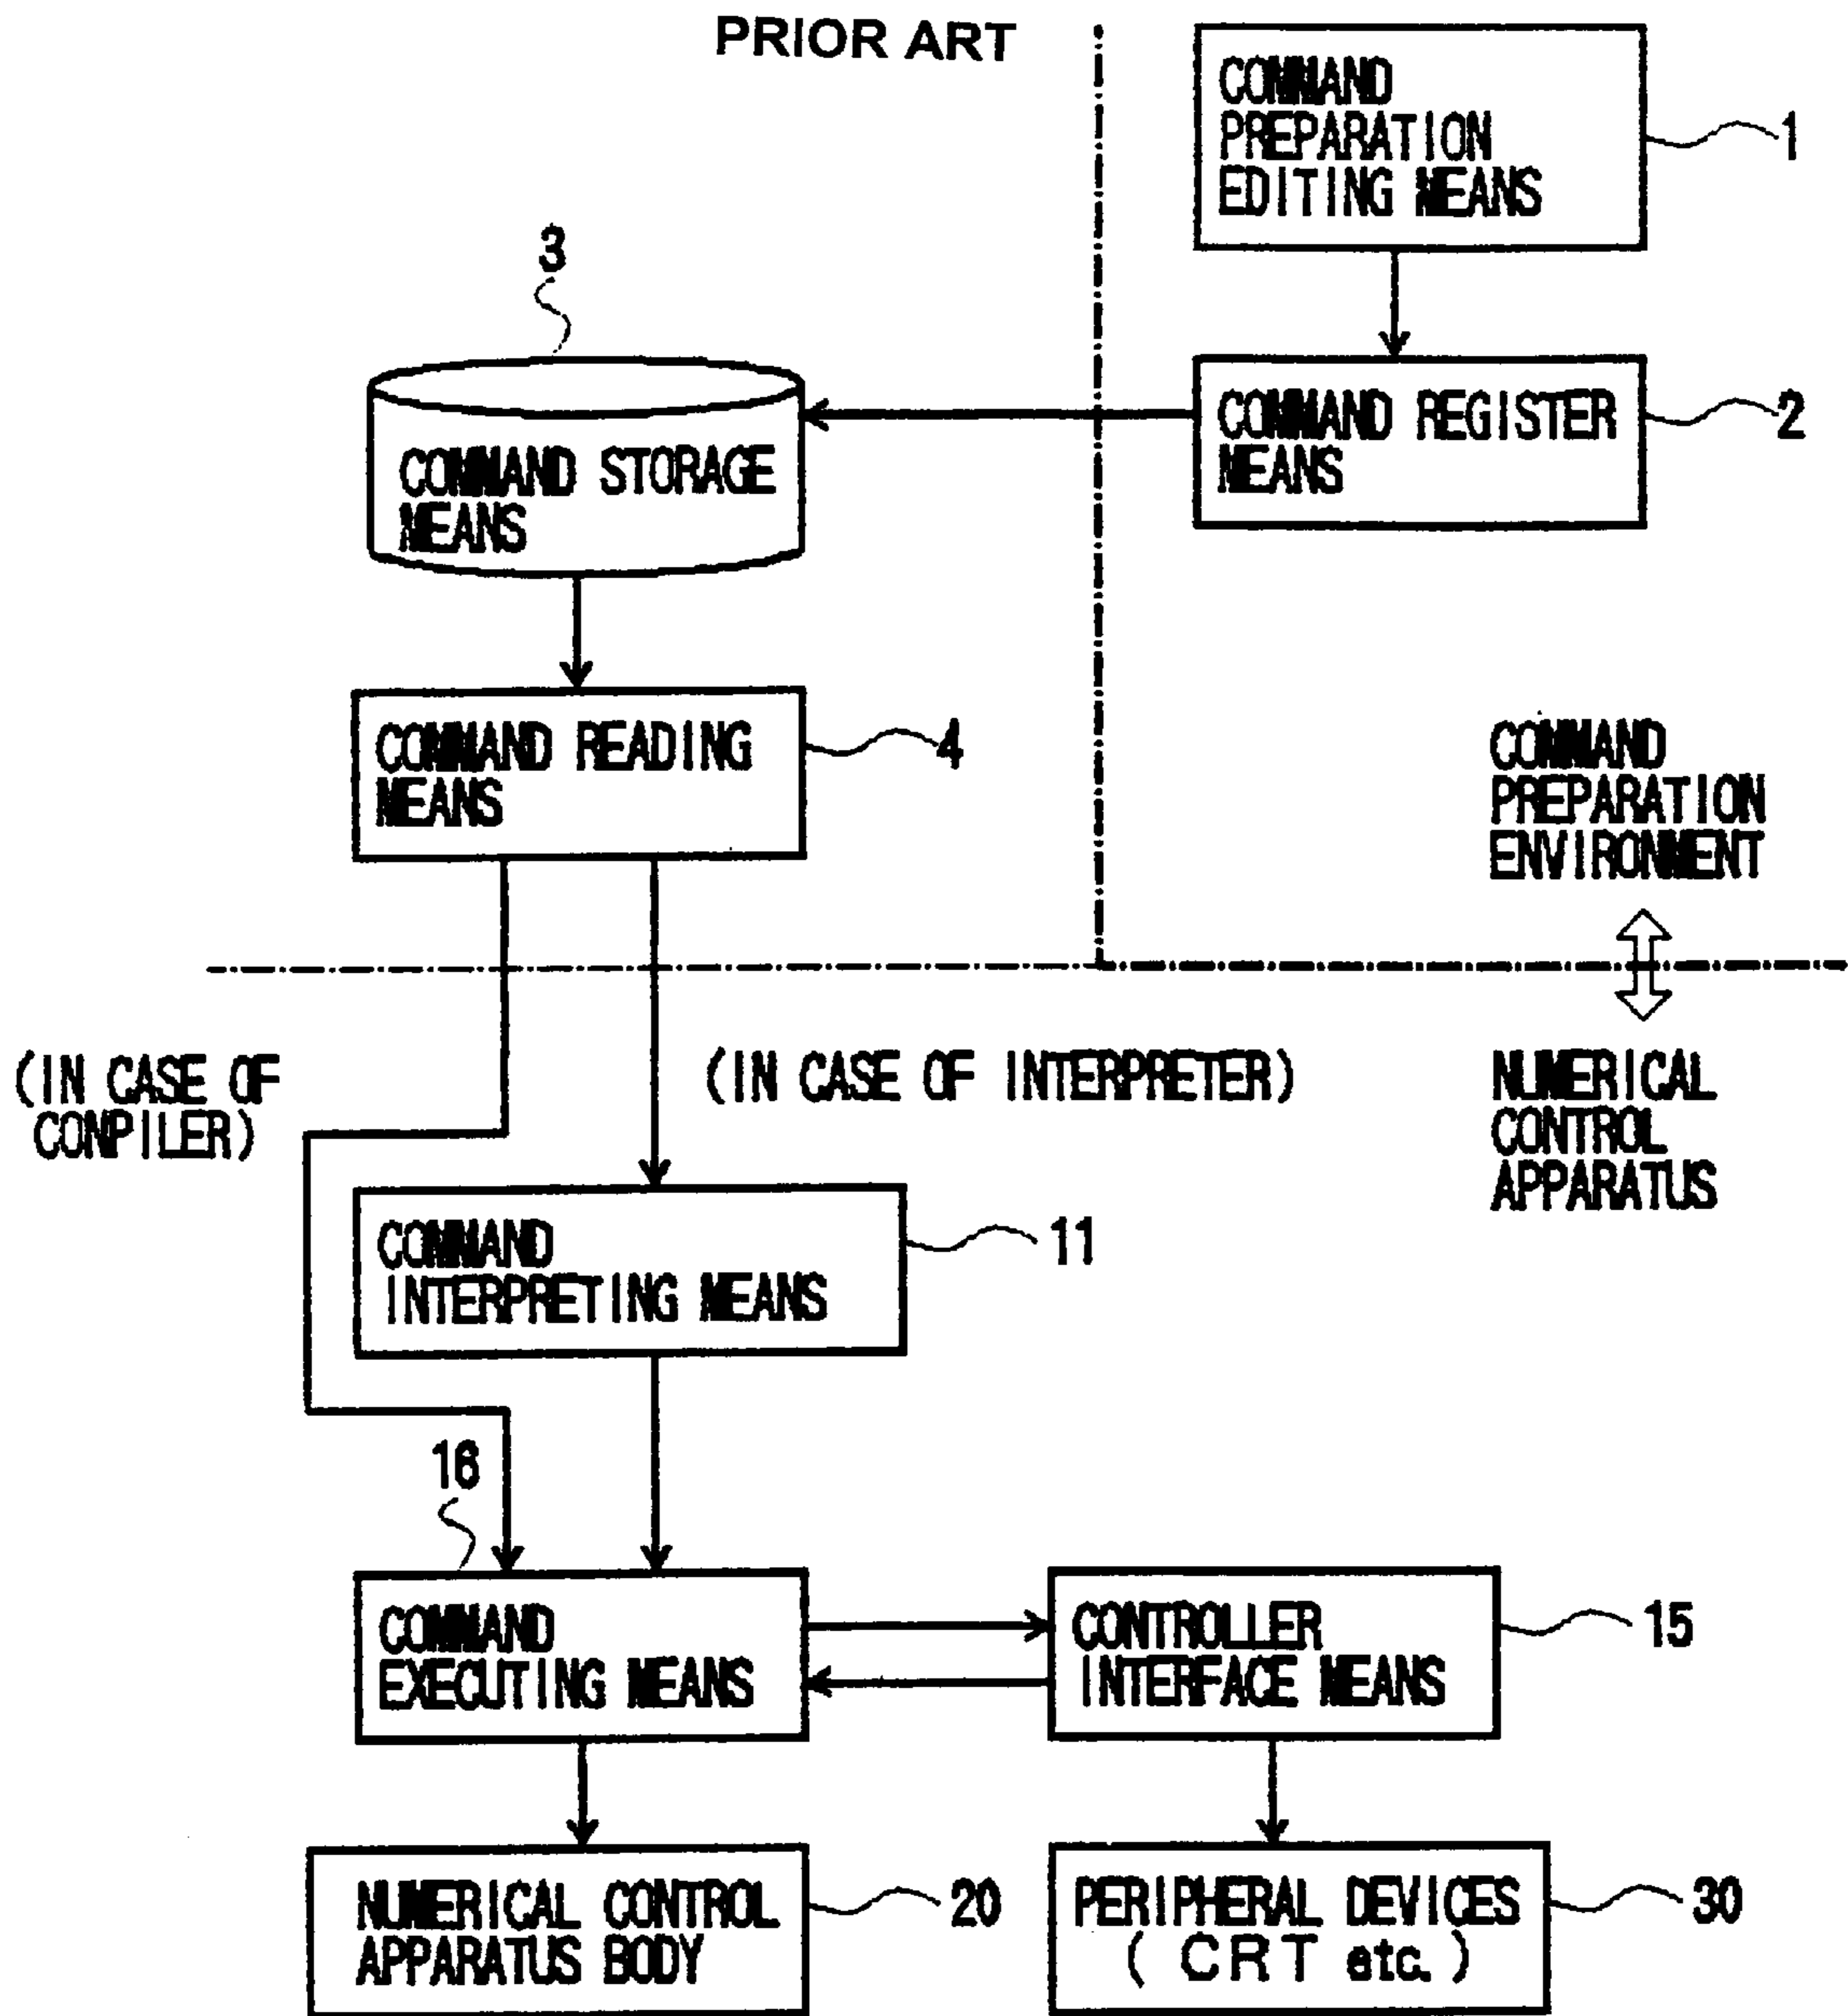 PRIOR ART
COMMAND
PREPARATION
EDITING MEANS
1
3
COMMAND REGISTER
MEANS
2
COMMAND STORAGE
MEANS
COMMAND READING
MEANS
4
COMMAND
PREPARATION
ENVIRONMENT
(IN CASE OF
CONPILER)
(IN CASE OF INTERPRETER)
NUMERICAL
CONTROL
APPARATUS
COMMAND
INTERPRETING MEANS
11
16
COMMAND
EXECUTING MEANS
CONTROLLER
INTERFACE MEANS
15
NUMERICAL CONTROL
APPARATUS BODY
20
PERIPHERAL DEVICES
( CRT etc. )
30